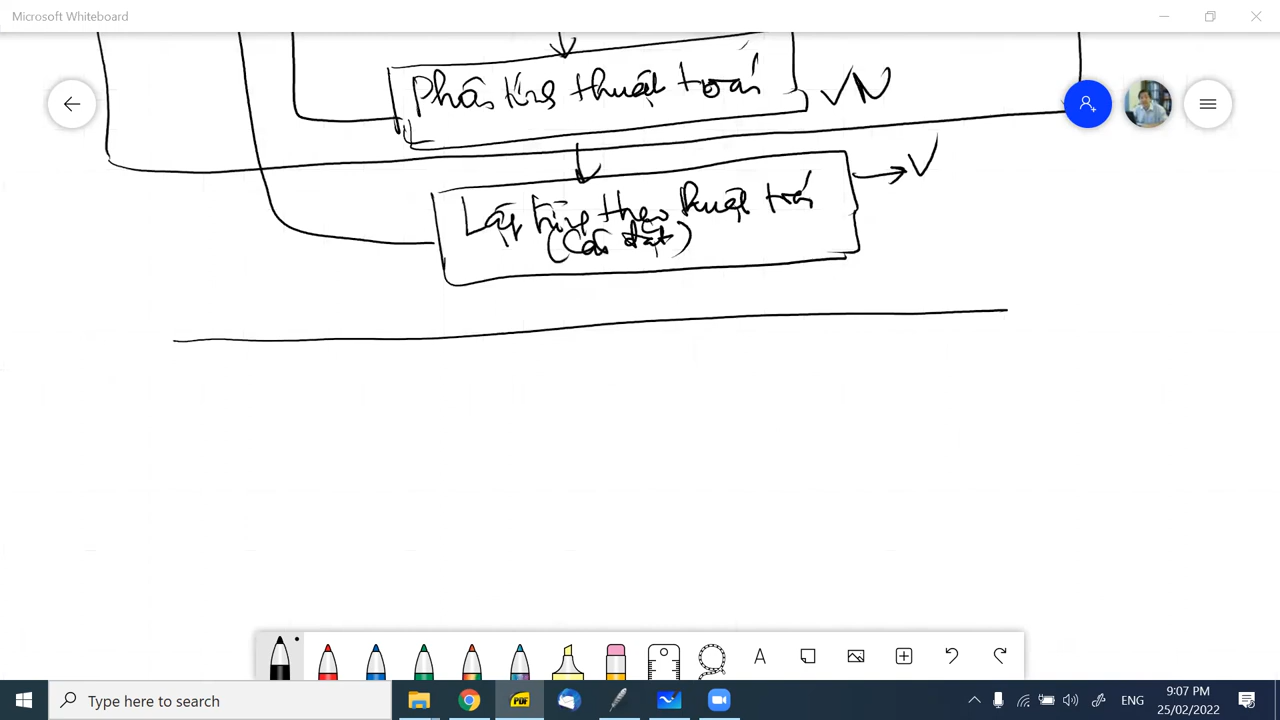 Microsoft Whiteboard
Phân tích thuật toán
VN
V
Lập trình theo thuật toán
(Cài đặt)
Type here to search
PDF
ENG
9:07 PM
25/02/2022